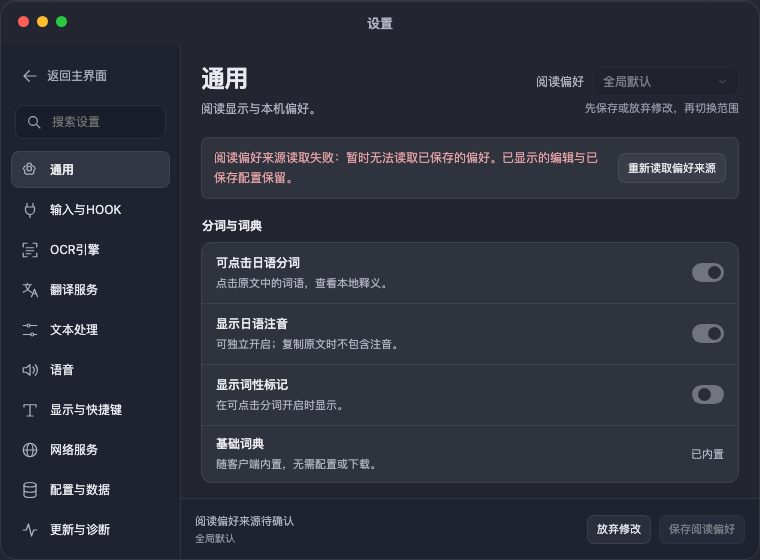 设置
返回主界面
搜索设置
通用
输入与HOOK
OCR引擎
翻译服务
文本处理
语音
显示与快捷键
网络服务
配置与数据
更新与诊断
通用
阅读显示与本机偏好。
阅读偏好
全局默认
先保存或放弃修改，再切换范围
阅读偏好来源读取失败：暂时无法读取已保存的偏好。已显示的编辑与已
保存配置保留。
重新读取偏好来源
分词与词典
可点击日语分词
点击原文中的词语，查看本地释义。
显示日语注音
可独立开启；复制原文时不包含注音。
显示词性标记
在可点击分词开启时显示。
基础词典
随客户端内置，无需配置或下载。
已内置
阅读偏好来源待确认
全局默认
放弃修改
保存阅读偏好